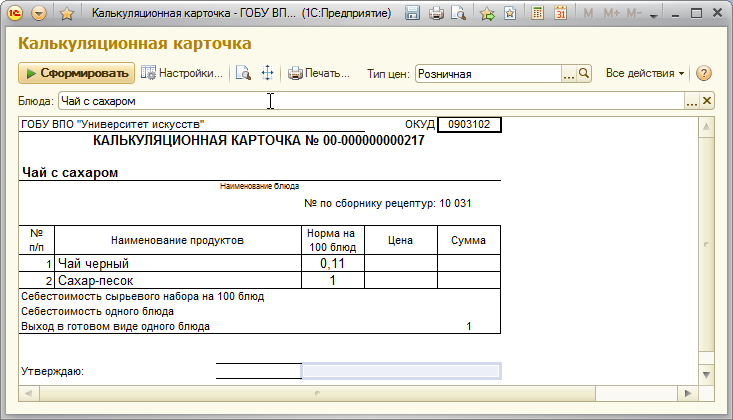 Калькуляционная карточка - ГОБУ ВП... (1С:Предприятие)
M M+ M-
Калькуляционная карточка
Сформировать Настройки... Печать... Тип цен: Розничная ... Все действия
Блюда: Чай с сахаром ...
ГОБУ ВПО "Университет искусств" ОКУД 0903102
КАЛЬКУЛЯЦИОННАЯ КАРТОЧКА № 00-000000000217
Чай с сахаром
Наименование блюда
№ по сборнику рецептур: 10 031
№ п/п Наименование продуктов Норма на 100 блюд Цена Сумма
1 Чай черный 0,11
2 Сахар-песок 1
Себестоимость сырьевого набора на 100 блюд
Себестоимость одного блюда
Выход в готовом виде одного блюда 1
Утверждаю: